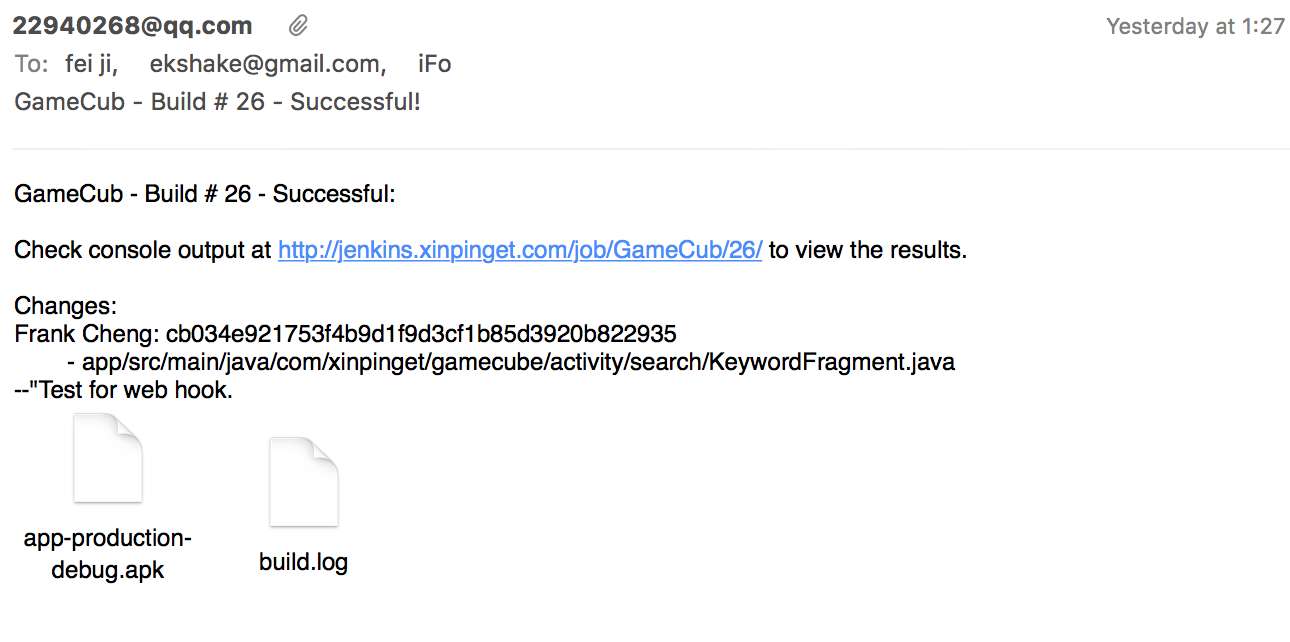 22940268@qq.com
Yesterday at 1:27
To: fei ji, ekshake@gmail.com, iFo
GameCub - Build # 26 - Successful!
GameCub - Build # 26 - Successful:
Check console output at http://jenkins.xinpinget.com/job/GameCub/26/ to view the results.
Changes:
Frank Cheng: cb034e921753f4b9d1f9d3cf1b85d3920b822935
- app/src/main/java/com/xinpinget/gamecube/activity/search/KeywordFragment.java
--"Test for web hook.
app-production-
debug.apk
build.log